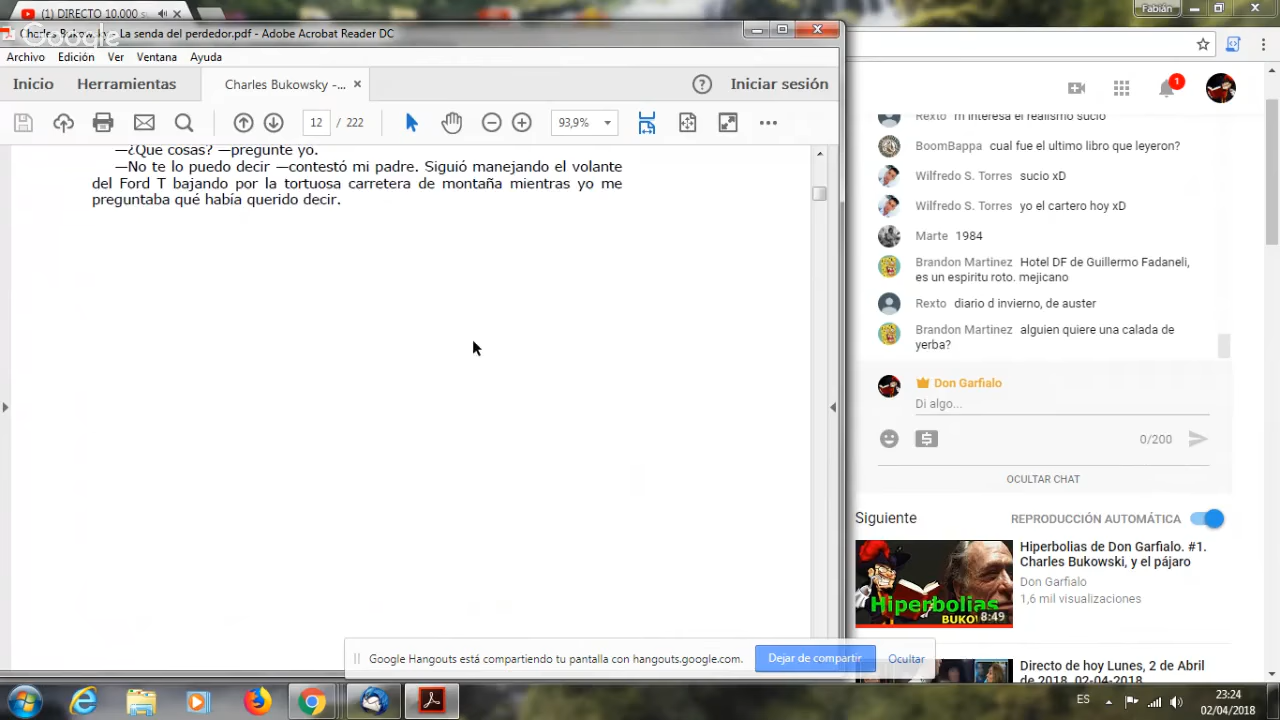 (1) DIRECTO 10.000 s
Fabián
Google
Charles Bukowsky - La senda del perdedor.pdf - Adobe Acrobat Reader DC
Archivo Edición Ver Ventana Ayuda
Inicio Herramientas Charles Bukowsky -... × Iniciar sesión
12 / 222 93,9%
—¿Qué cosas? —pregunté yo.
—No te lo puedo decir —contestó mi padre. Siguió manejando el volante
del Ford T bajando por la tortuosa carretera de montaña mientras yo me
preguntaba qué había querido decir.
1
Rexto m interesa el realismo sucio
BoomBappa cual fue el ultimo libro que leyeron?
Wilfredo S. Torres sucio xD
Wilfredo S. Torres yo el cartero hoy xD
Marte 1984
Brandon Martinez Hotel DF de Guillermo Fadaneli,
es un espiritu roto. mejicano
Rexto diario d invierno, de auster
Brandon Martinez alguien quiere una calada de
yerba?
Don Garfialo
Di algo...
0/200
OCULTAR CHAT
Siguiente REPRODUCCIÓN AUTOMÁTICA
Hiperbolias
BUKO
8:49
Hiperbolias de Don Garfialo. #1.
Charles Bukowski, y el pájaro
Don Garfialo
1,6 mil visualizaciones
Directo de hoy Lunes, 2 de Abril
de 2018. 02-04-2018
Google Hangouts está compartiendo tu pantalla con hangouts.google.com. Dejar de compartir Ocultar
ES
23:24
02/04/2018